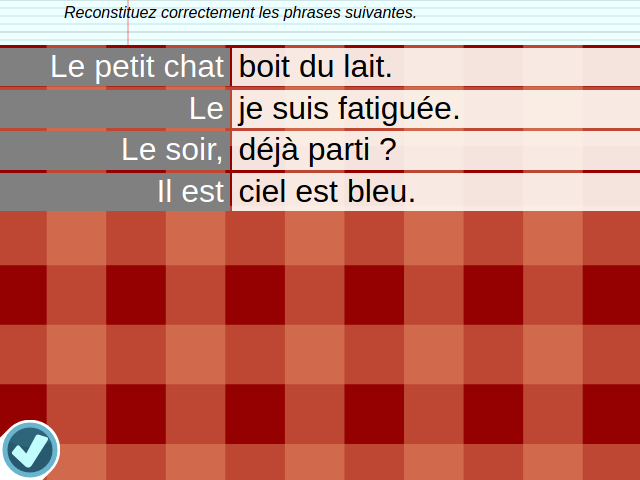 Reconstituez correctement les phrases suivantes.
Le petit chat boit du lait.
Le je suis fatiguée.
Le soir, déjà parti ?
Il est ciel est bleu.